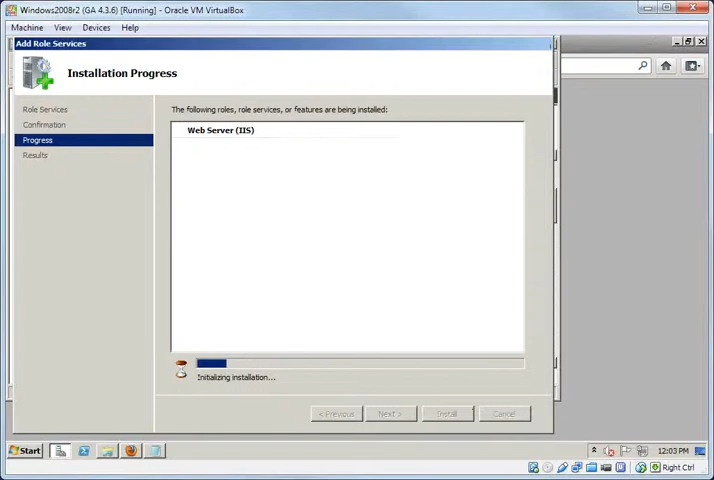 Windows2008r2 (GA 4.3.6) [Running] - Oracle VM VirtualBox
Machine View Devices Help
Add Role Services
Installation Progress
Role Services
Confirmation
Progress
Results
The following roles, role services, or features are being installed:
Web Server (IIS)
Initializing installation...
< Previous Next > Install Cancel
Start 12:03 PM
Right Ctrl